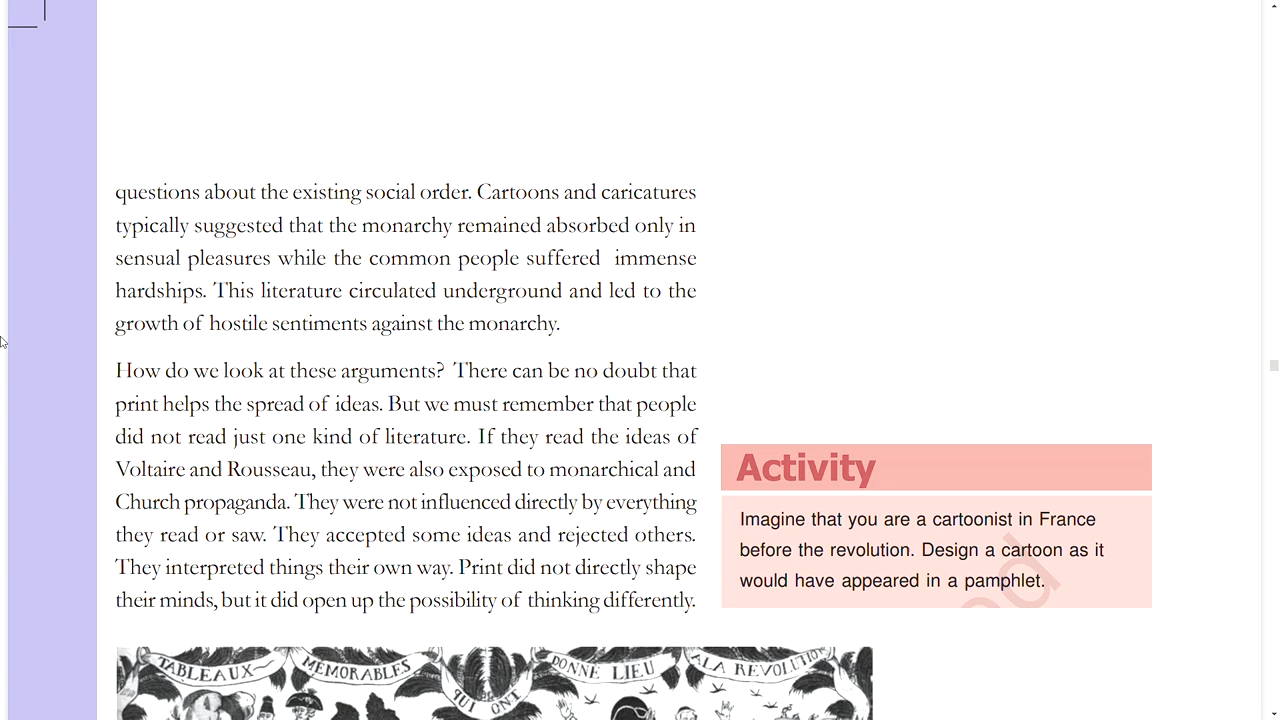 questions about the existing social order. Cartoons and caricatures
typically suggested that the monarchy remained absorbed only in
sensual pleasures while the common people suffered immense
hardships. This literature circulated underground and led to the
growth of hostile sentiments against the monarchy.
How do we look at these arguments? There can be no doubt that
print helps the spread of ideas. But we must remember that people
did not read just one kind of literature. If they read the ideas of
Voltaire and Rousseau, they were also exposed to monarchical and
Church propaganda. They were not influenced directly by everything
they read or saw. They accepted some ideas and rejected others.
They interpreted things their own way. Print did not directly shape
their minds, but it did open up the possibility of thinking differently.
Activity
Imagine that you are a cartoonist in France
before the revolution. Design a cartoon as it
would have appeared in a pamphlet.
TABLEAUX
MEMORABLES
QUI ONT
DONNE LIEU
A LA REVOLUTION